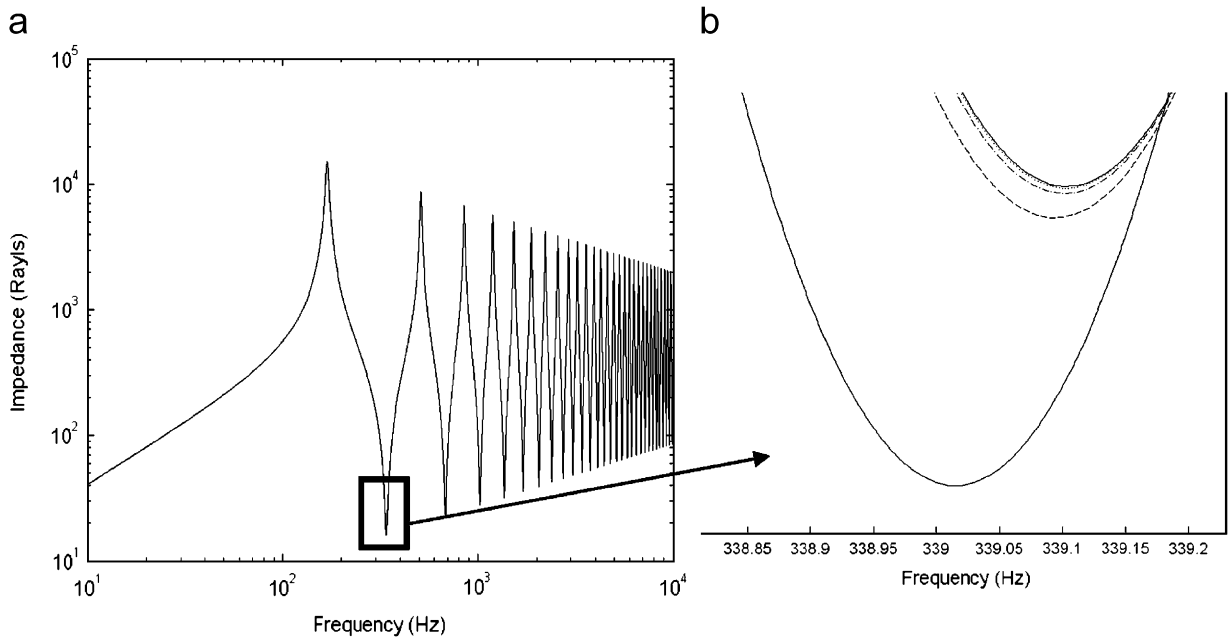 a
b
10^5
10^4
10^3
10^2
10^1
Impedance (Rayls)
10^1 10^2 10^3 10^4
Frequency (Hz)
338.85 338.9 338.95 339 339.05 339.1 339.15 339.2
Frequency (Hz)